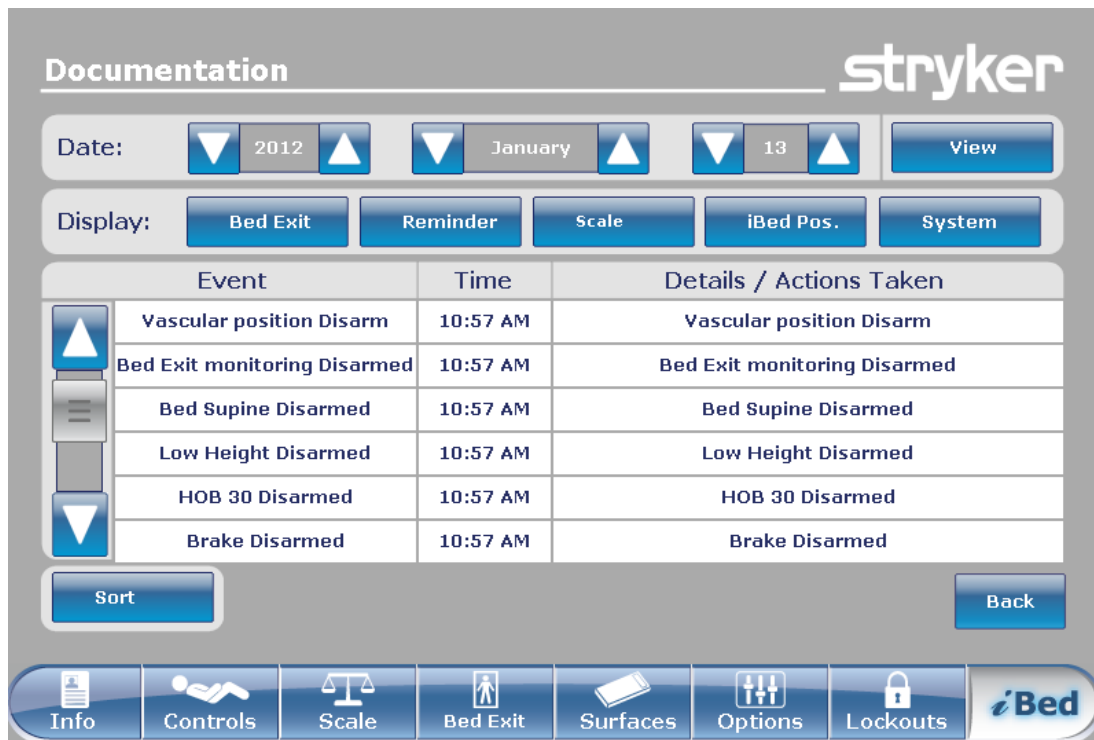 Documentation
stryker
Date: 2012 January 13 View
Display: Bed Exit Reminder Scale iBed Pos. System
Event Time Details / Actions Taken
Vascular position Disarm 10:57 AM Vascular position Disarm
Bed Exit monitoring Disarmed 10:57 AM Bed Exit monitoring Disarmed
Bed Supine Disarmed 10:57 AM Bed Supine Disarmed
Low Height Disarmed 10:57 AM Low Height Disarmed
HOB 30 Disarmed 10:57 AM HOB 30 Disarmed
Brake Disarmed 10:57 AM Brake Disarmed
Sort Back
Info Controls Scale Bed Exit Surfaces Options Lockouts iBed